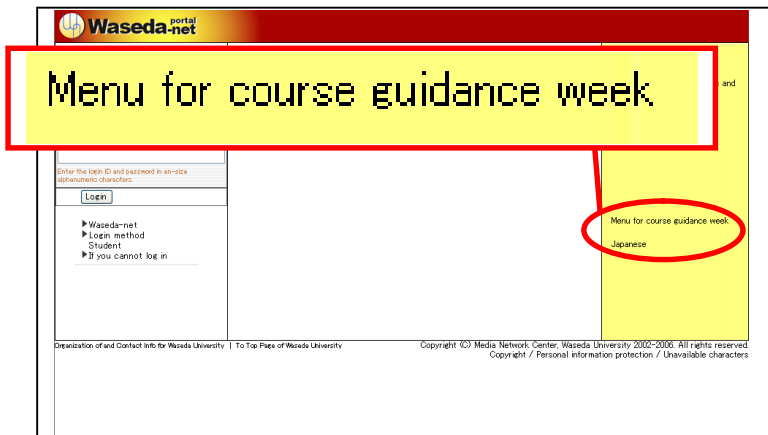 Waseda-net portal
Menu for course guidance week
and
Enter the login ID and password in en-size
alphanumeric characters.
Login
Waseda-net
Login method
Student
If you cannot log in
Menu for course guidance week
Japanese
Organization of and Contact Info for Waseda University | To Top Page of Waseda University
Copyright (C) Media Network Center, Waseda University 2002-2006. All rights reserved.
Copyright / Personal information protection / Unavailable characters